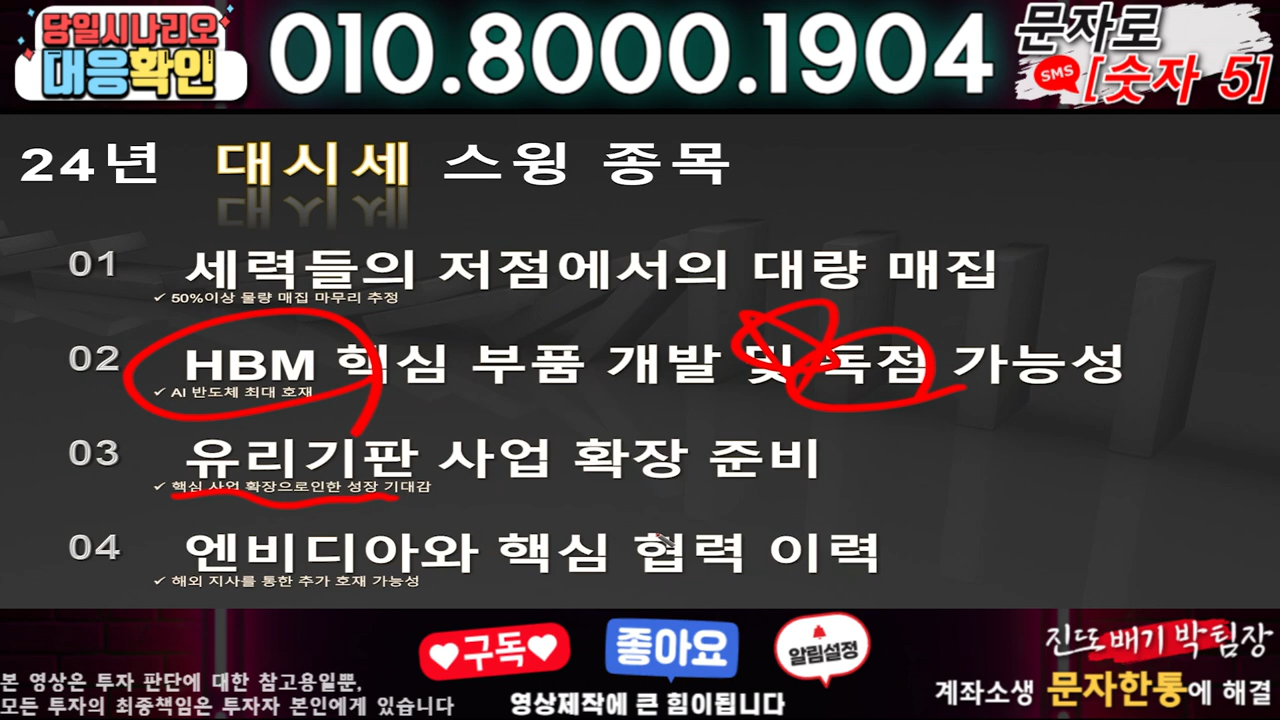 당일시나리오
대응확인
010.8000.1904
문자로
SMS
[숫자 5]
24년 대시세 스윙 종목
01 세력들의 저점에서의 대량 매집
✓ 50%이상 물량 매집 마무리 추정
02 HBM 핵심 부품 개발 및 독점 가능성
✓ AI 반도체 최대 호재
03 유리기판 사업 확장 준비
✓ 핵심 사업 확장으로인한 성장 기대감
04 엔비디아와 핵심 협력 이력
✓ 해외 지사를 통한 추가 호재 가능성
구독
좋아요
알림설정
영상제작에 큰 힘이됩니다
본 영상은 투자 판단에 대한 참고용일뿐,
모든 투자의 최종책임은 투자자 본인에게 있습니다
진또배기 박팀장
계좌소생 문자한통에 해결